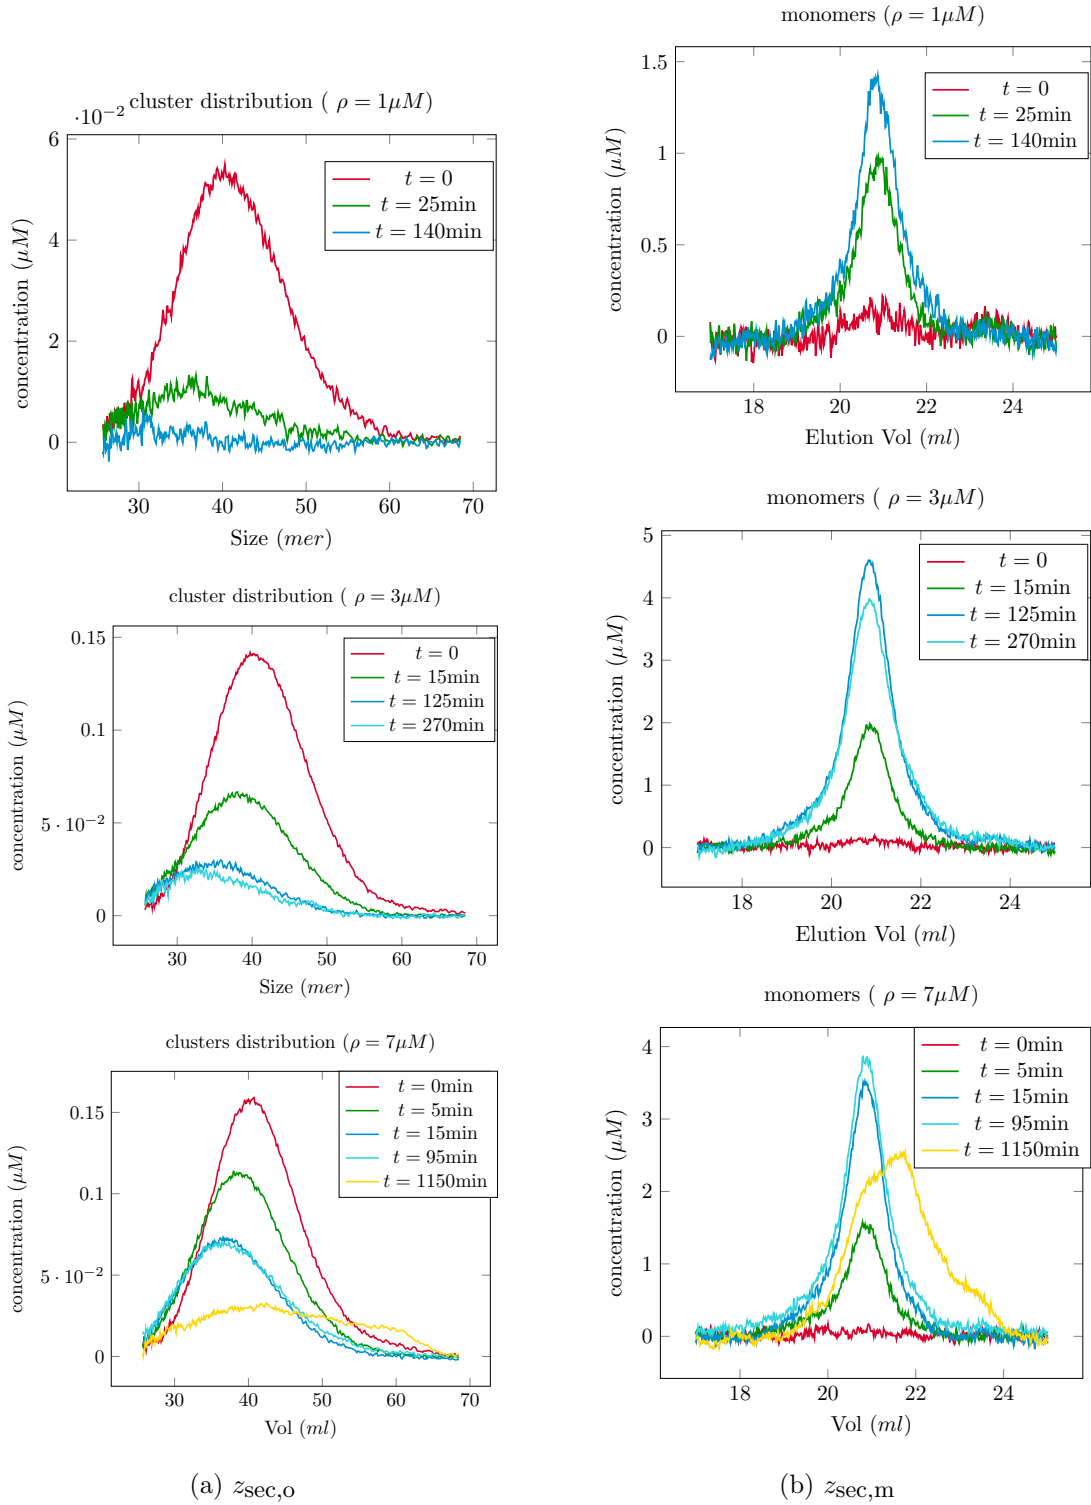 cluster distribution ( ρ = 1μM)
·10−2
6
4
2
0
concentration (μM)
t = 0
t = 25min
t = 140min
30 40 50 60 70
Size (mer)
cluster distribution ( ρ = 3μM)
0.15
0.1
5 · 10−2
0
concentration (μM)
t = 0
t = 15min
t = 125min
t = 270min
30 40 50 60 70
Size (mer)
clusters distribution (ρ = 7μM)
0.15
0.1
5 · 10−2
0
concentration (μM)
t = 0min
t = 5min
t = 15min
t = 95min
t = 1150min
30 40 50 60 70
Vol (ml)
(a) zsec,o
monomers (ρ = 1μM)
1.5
1
0.5
0
concentration (μM)
t = 0
t = 25min
t = 140min
18 20 22 24
Elution Vol (ml)
monomers ( ρ = 3μM)
5
4
3
2
1
0
concentration (μM)
t = 0
t = 15min
t = 125min
t = 270min
18 20 22 24
Elution Vol (ml)
monomers ( ρ = 7μM)
4
3
2
1
0
concentration (μM)
t = 0min
t = 5min
t = 15min
t = 95min
t = 1150min
18 20 22 24
Vol (ml)
(b) zsec,m